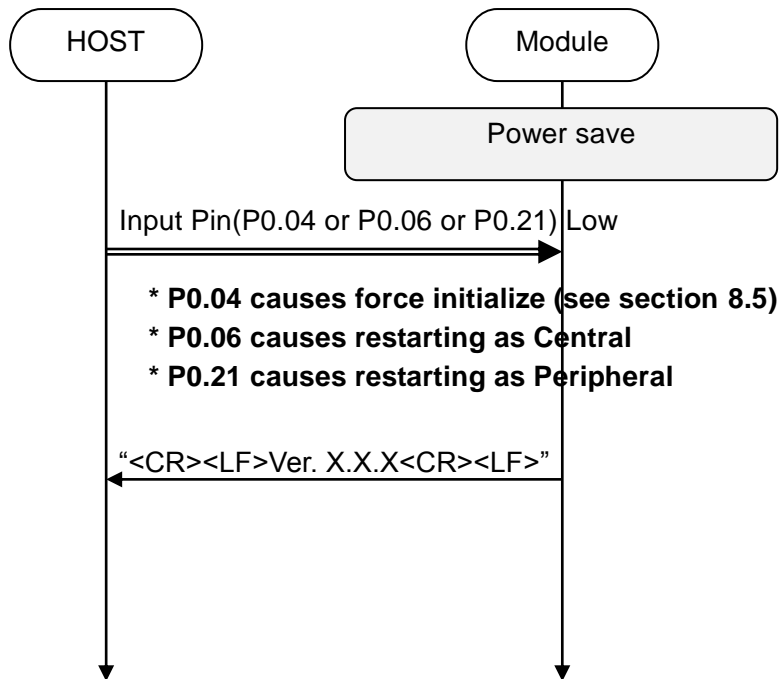 HOST
Module
Power save
Input Pin(P0.04 or P0.06 or P0.21) Low
* P0.04 causes force initialize (see section 8.5)
* P0.06 causes restarting as Central
* P0.21 causes restarting as Peripheral
“<CR><LF>Ver. X.X.X<CR><LF>”